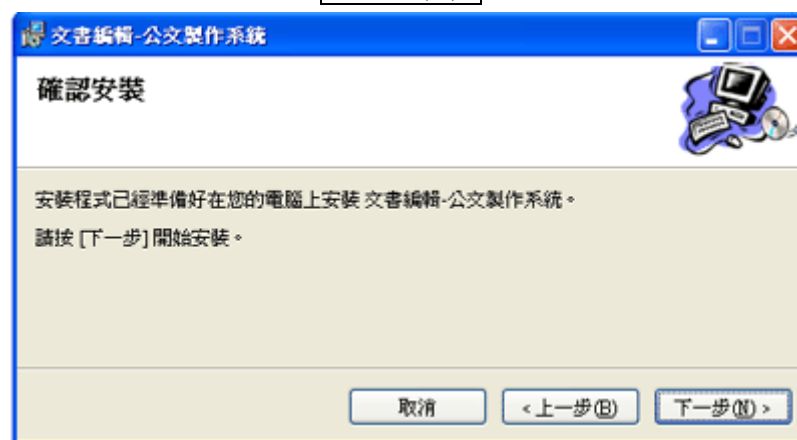 文書編輯-公文製作系統
確認安裝
安裝程式已經準備好在您的電腦上安裝 文書編輯-公文製作系統。
請按 [下一步] 開始安裝。
取消
<上一步(B)
下一步(N) >